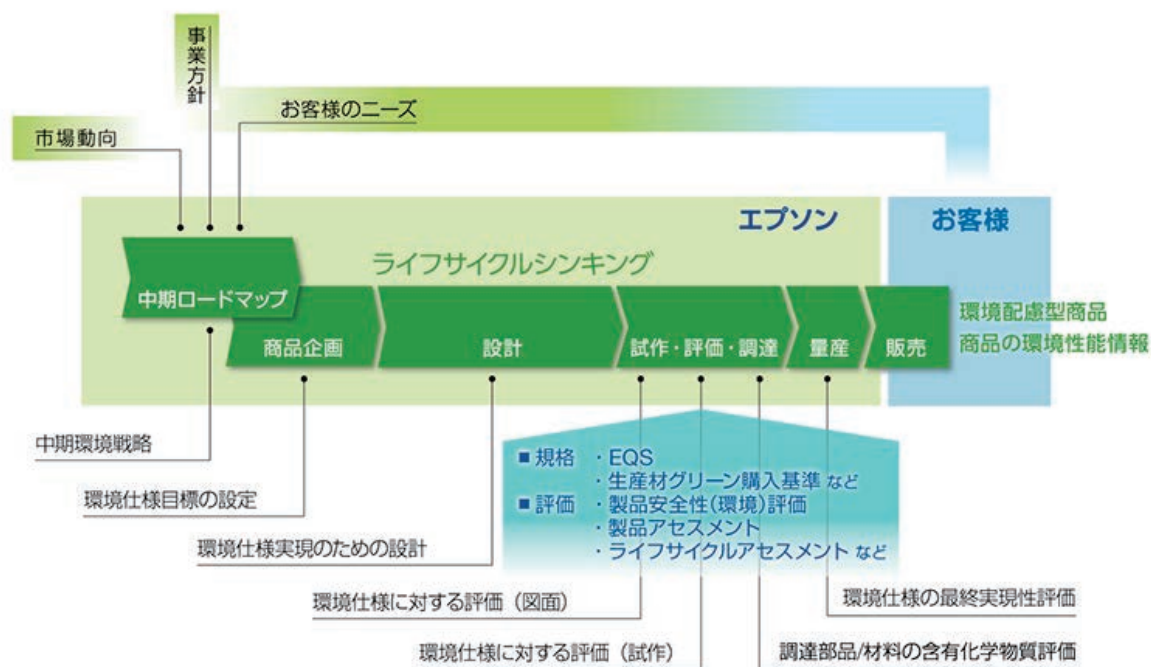 事業方針
お客様のニーズ
市場動向
エプソン
お客様
ライフサイクルシンキング
中期ロードマップ
商品企画
設計
試作・評価・調達
量産
販売
環境配慮型商品
商品の環境性能情報
中期環境戦略
環境仕様目標の設定
環境仕様実現のための設計
■ 規格 ・EQS
・生産材グリーン購入基準 など
■ 評価 ・製品安全性(環境)評価
・製品アセスメント
・ライフサイクルアセスメント など
環境仕様に対する評価（図面）
環境仕様の最終実現性評価
環境仕様に対する評価（試作）
調達部品/材料の含有化学物質評価